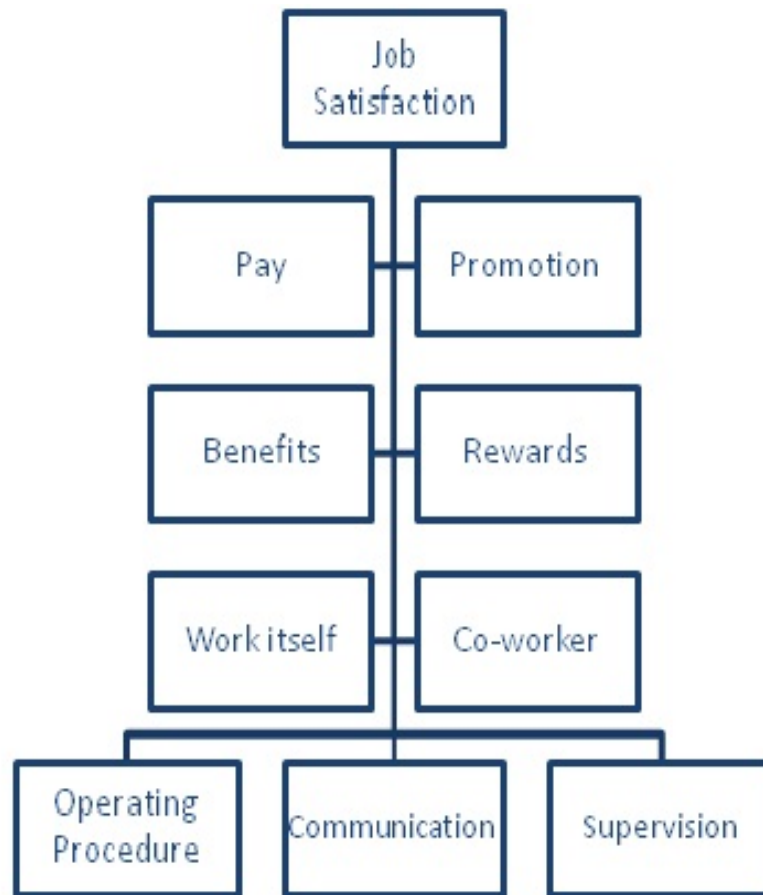 Job
Satisfaction
Pay
Promotion
Benefits
Rewards
Work itself
Co-worker
Operating
Procedure
Communication
Supervision